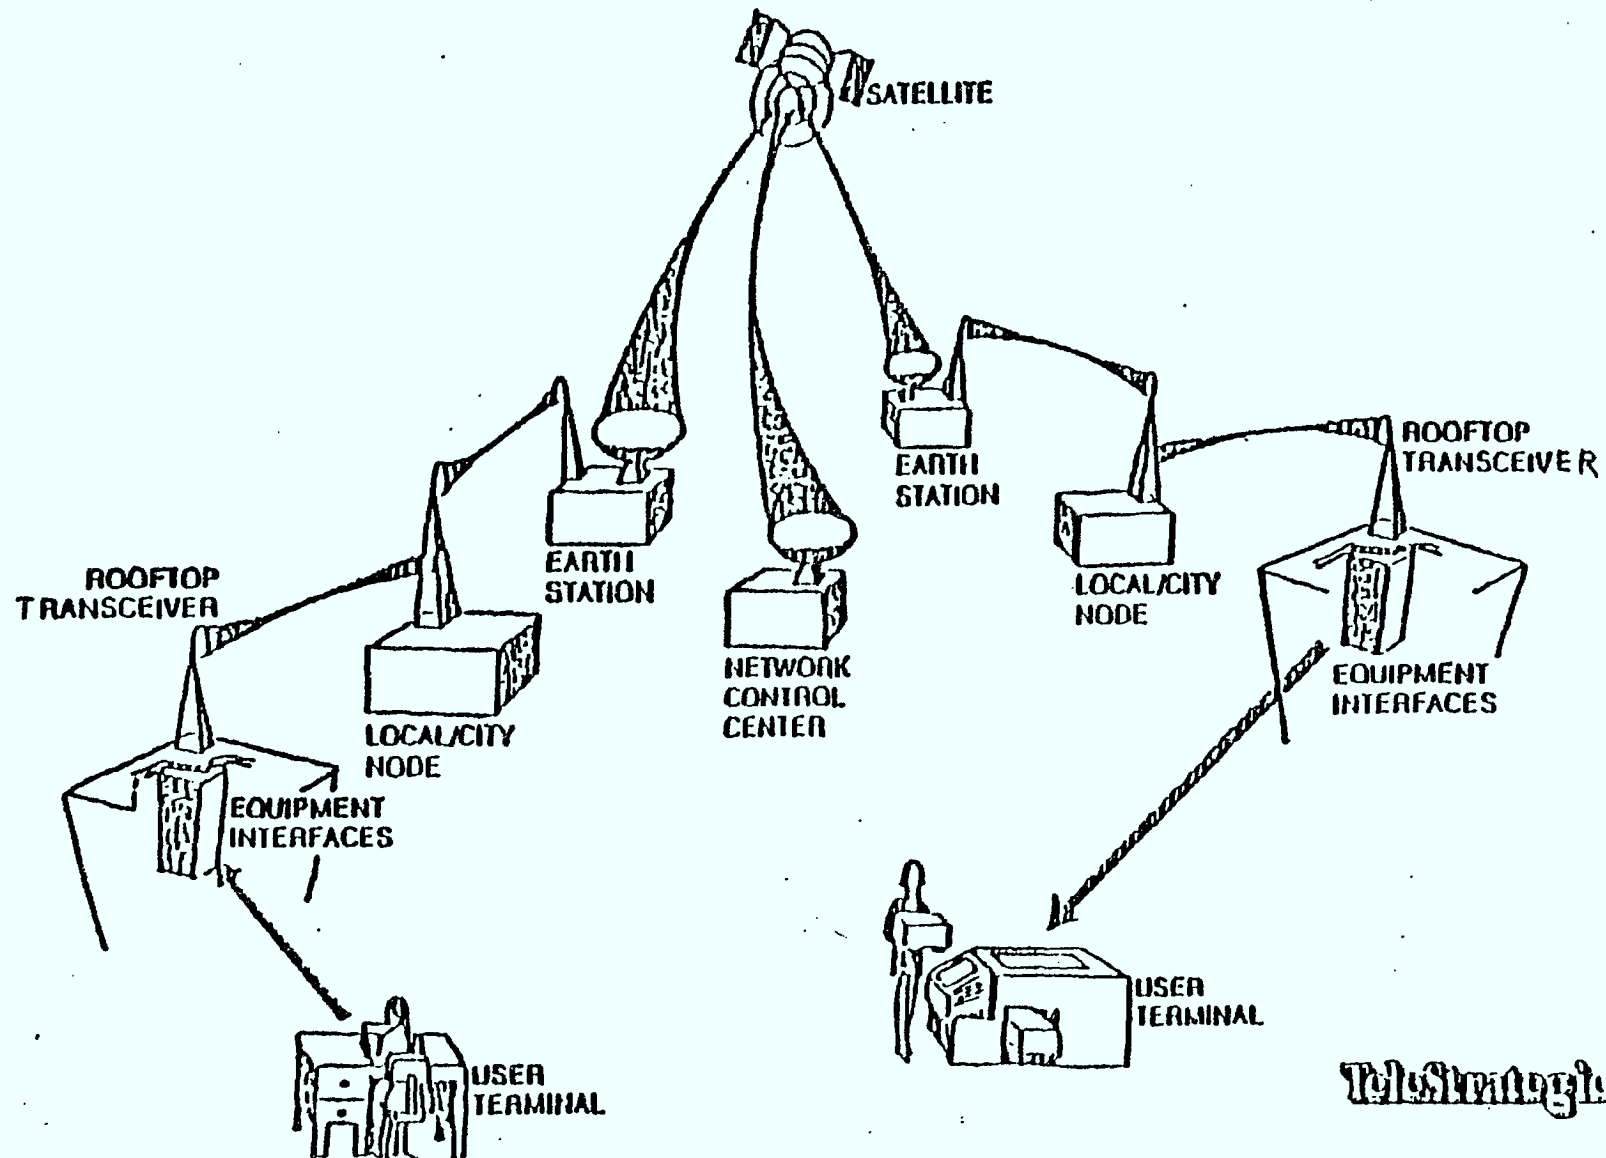 SATELLITE
EARTH
STATION
ROOFTOP
TRANSCEIVER
LOCAL/CITY
NODE
EQUIPMENT
INTERFACES
EARTH
STATION
NETWORK
CONTROL
CENTER
ROOFTOP
TRANSCEIVER
LOCAL/CITY
NODE
EQUIPMENT
INTERFACES
USER
TERMINAL
USER
TERMINAL